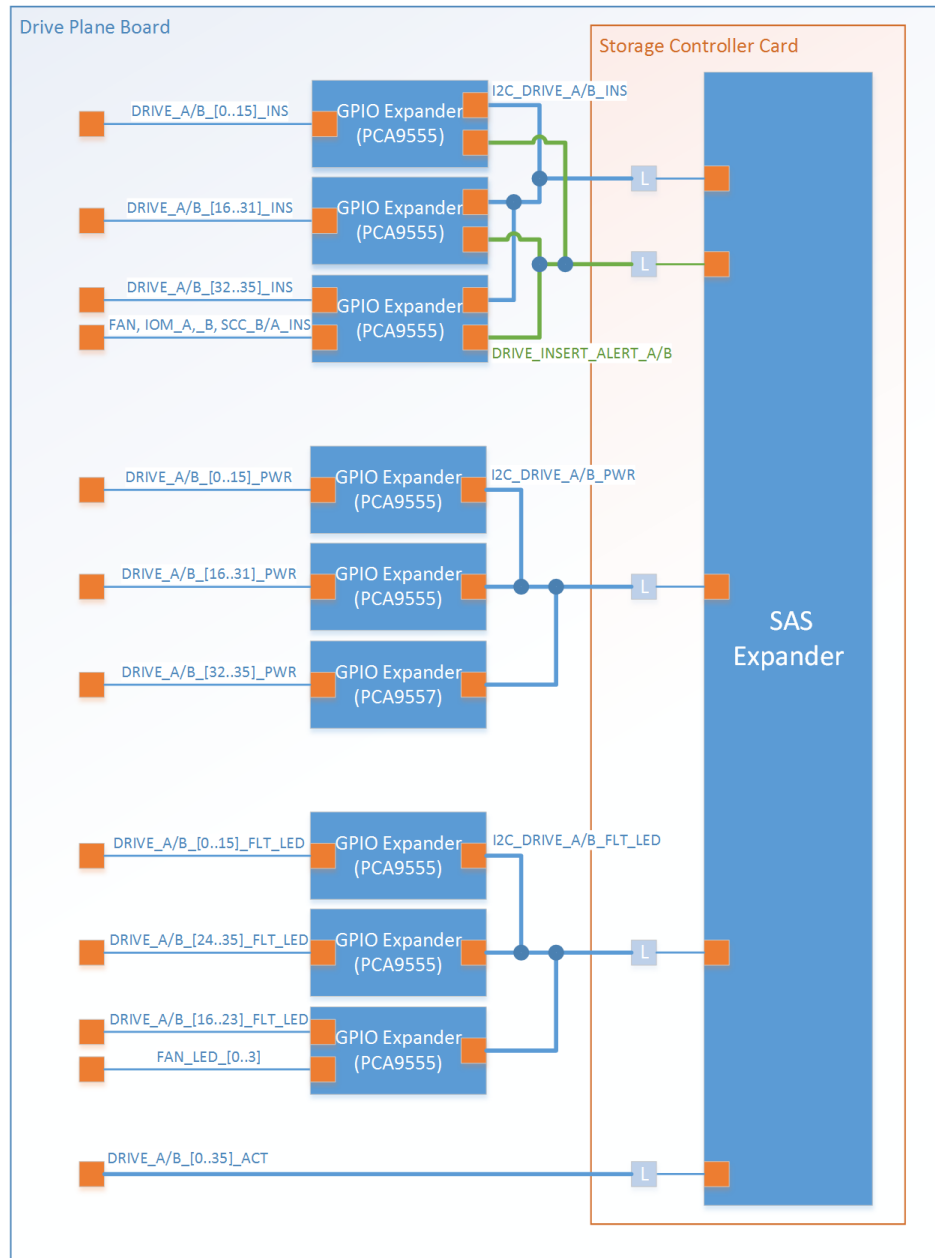 Drive Plane Board
Storage Controller Card
I2C_DRIVE_A/B_INS
DRIVE_A/B_[0..15]_INS
GPIO Expander
(PCA9555)
L
DRIVE_A/B_[16..31]_INS
GPIO Expander
(PCA9555)
L
DRIVE_A/B_[32..35]_INS
FAN, IOM_A,_B, SCC_B/A_INS
GPIO Expander
(PCA9555)
DRIVE_INSERT_ALERT_A/B
DRIVE_A/B_[0..15]_PWR
GPIO Expander
(PCA9555)
I2C_DRIVE_A/B_PWR
DRIVE_A/B_[16..31]_PWR
GPIO Expander
(PCA9555)
L
SAS
Expander
DRIVE_A/B_[32..35]_PWR
GPIO Expander
(PCA9557)
DRIVE_A/B_[0..15]_FLT_LED
GPIO Expander
(PCA9555)
I2C_DRIVE_A/B_FLT_LED
DRIVE_A/B_[24..35]_FLT_LED
GPIO Expander
(PCA9555)
L
DRIVE_A/B_[16..23]_FLT_LED
FAN_LED_[0..3]
GPIO Expander
(PCA9555)
DRIVE_A/B_[0..35]_ACT
L